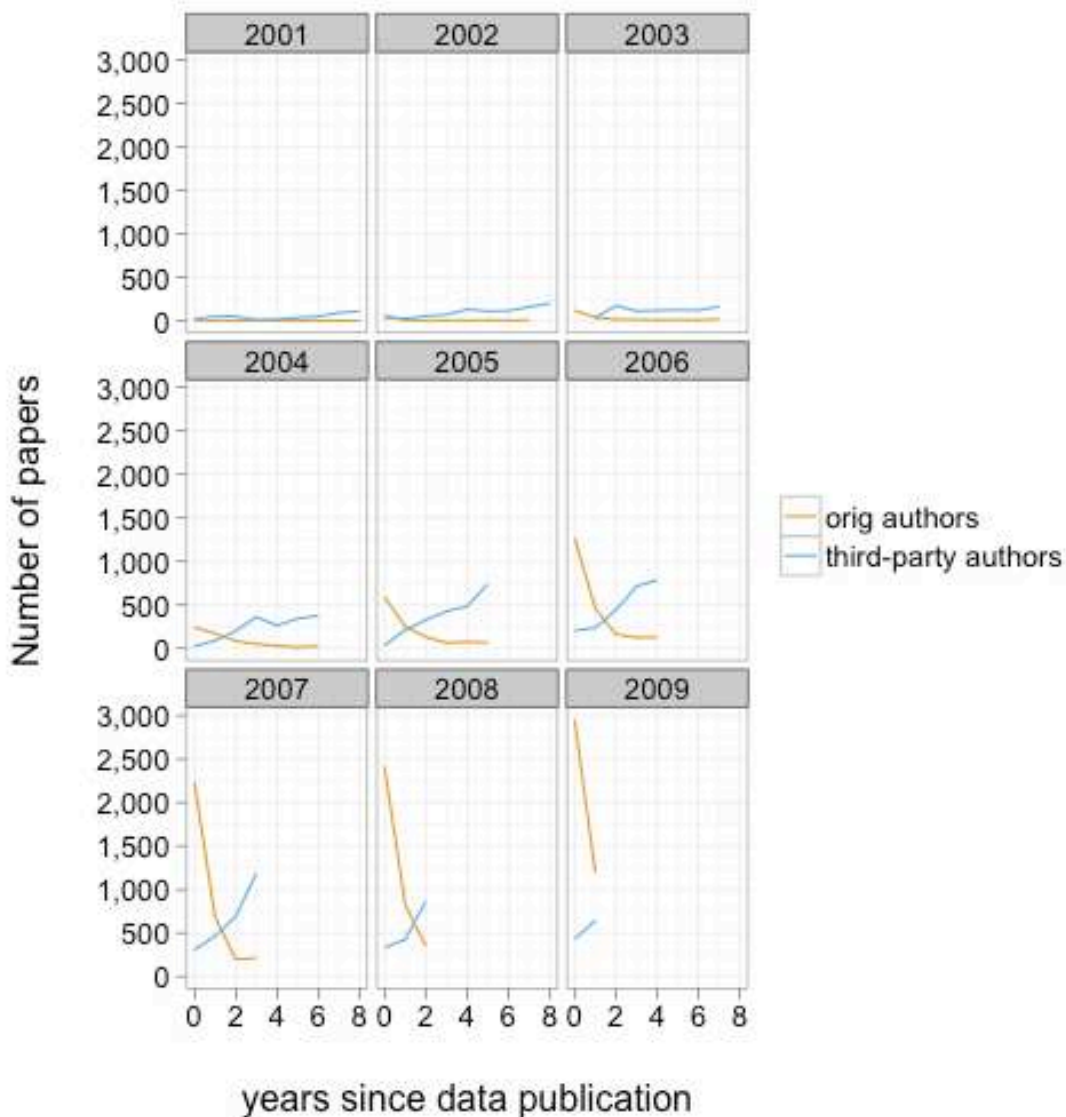 2001 2002 2003
3,000
2,500
2,000
1,500
1,000
500
0
2004 2005 2006
3,000
2,500
2,000
1,500
1,000
500
0
2007 2008 2009
3,000
2,500
2,000
1,500
1,000
500
0
0 2 4 6 8 0 2 4 6 8 0 2 4 6 8
Number of papers
years since data publication
orig authors
third-party authors